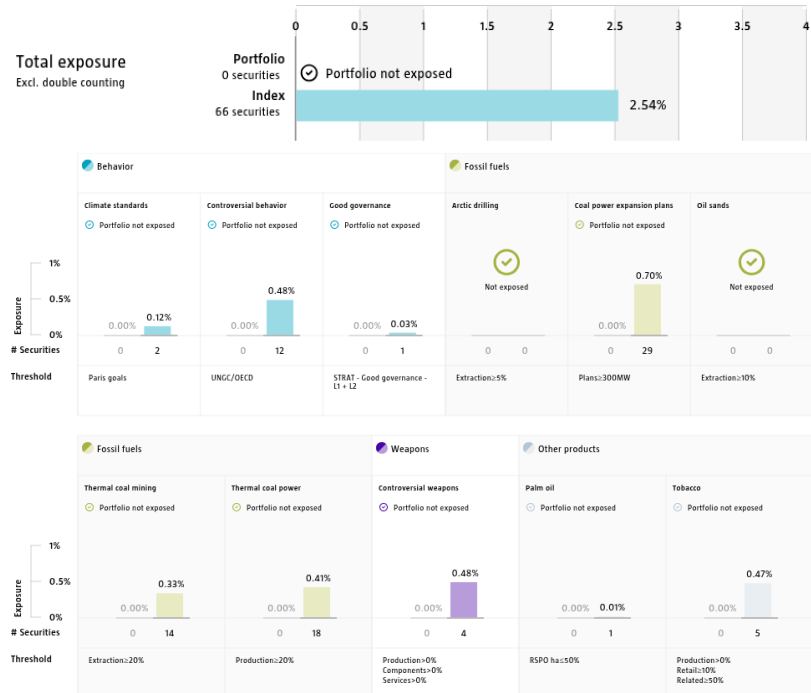 0 0.5 1 1.5 2 2.5 3 3.5 4
Total exposure
Excl. double counting
Portfolio
0 securities
Portfolio not exposed
Index
66 securities
2.54%
Behavior
Fossil fuels
Climate standards
Controversial behavior
Good governance
Arctic drilling
Coal power expansion plans
Oil sands
Portfolio not exposed
Portfolio not exposed
Portfolio not exposed
Portfolio not exposed
Not exposed
Not exposed
Exposure
1%
0.5%
0%
0.00% 0.12%
0.00% 0.48%
0.00% 0.03%
0.00% 0.70%
# Securities
0 2
0 12
0 1
0 0
0 29
0 0
Threshold
Paris goals
UNGC/OECD
STRAT - Good governance -
L1 + L2
Extraction≥5%
Plans≥300MW
Extraction≥10%
Fossil fuels
Weapons
Other products
Thermal coal mining
Thermal coal power
Controversial weapons
Palm oil
Tobacco
Portfolio not exposed
Portfolio not exposed
Portfolio not exposed
Portfolio not exposed
Portfolio not exposed
Exposure
1%
0.5%
0%
0.00% 0.33%
0.00% 0.41%
0.00% 0.48%
0.00% 0.01%
0.00% 0.47%
# Securities
0 14
0 18
0 4
0 1
0 5
Threshold
Extraction≥20%
Production≥20%
Production>0%
Components>0%
Services>0%
RSPO ha≤50%
Production>0%
Retail≥10%
Related≥50%